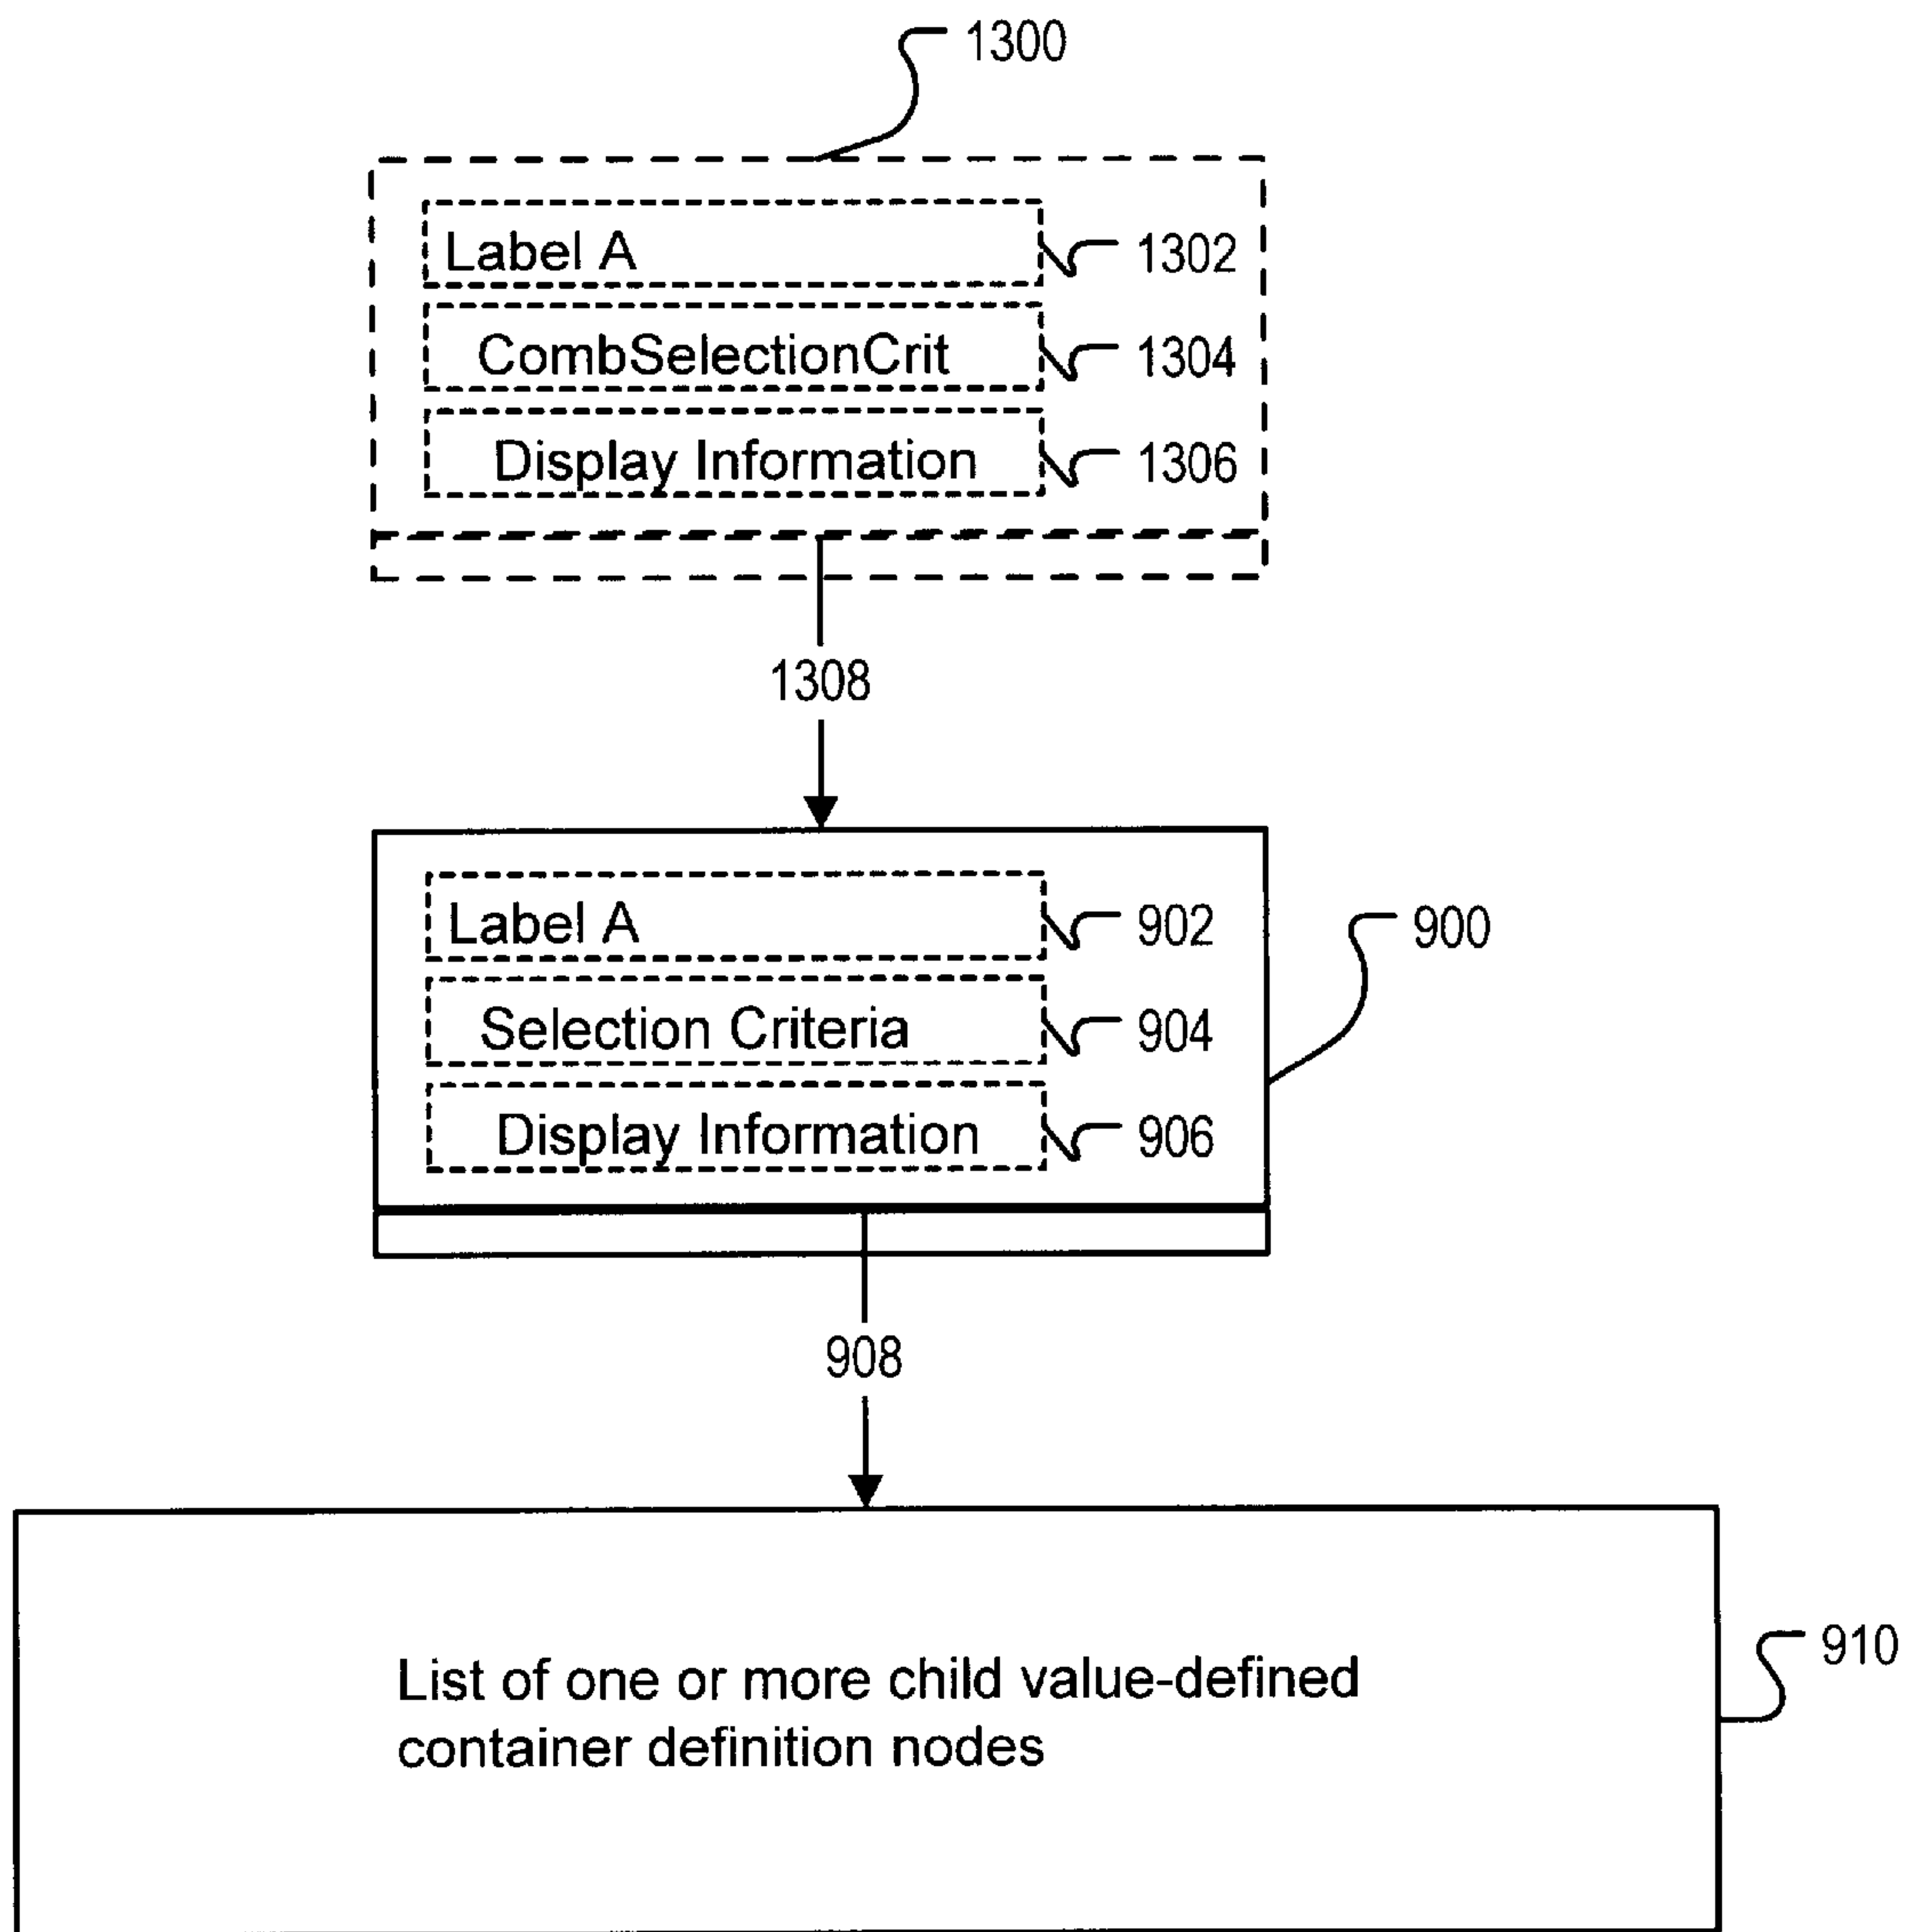 1300
Label A
1302
CombSelectionCrit
1304
Display Information
1306
1308
Label A
902
900
Selection Criteria
904
Display Information
906
908
910
List of one or more child value-defined
container definition nodes